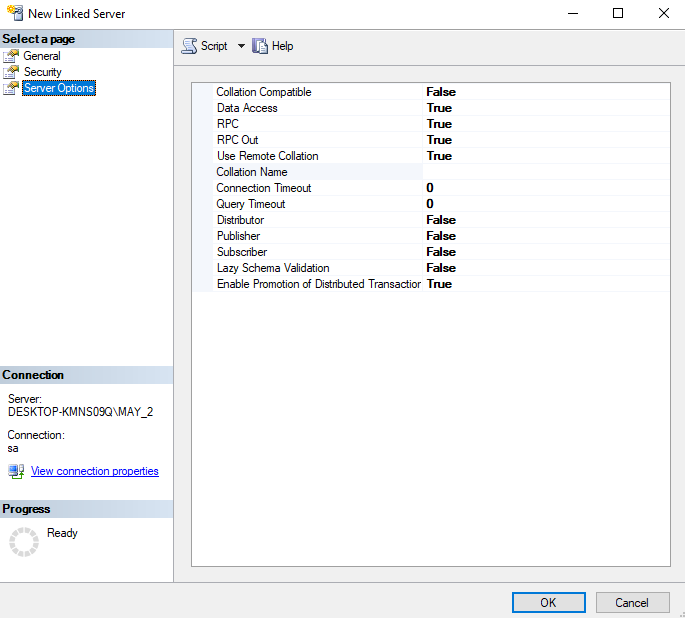 New Linked Server
Select a page
General
Security
Server Options
Script
Help
Collation Compatible False
Data Access True
RPC True
RPC Out True
Use Remote Collation True
Collation Name
Connection Timeout 0
Query Timeout 0
Distributor False
Publisher False
Subscriber False
Lazy Schema Validation False
Enable Promotion of Distributed Transaction True
Connection
Server:
DESKTOP-KMNS09Q\MAY_2
Connection:
sa
View connection properties
Progress
Ready
OK
Cancel